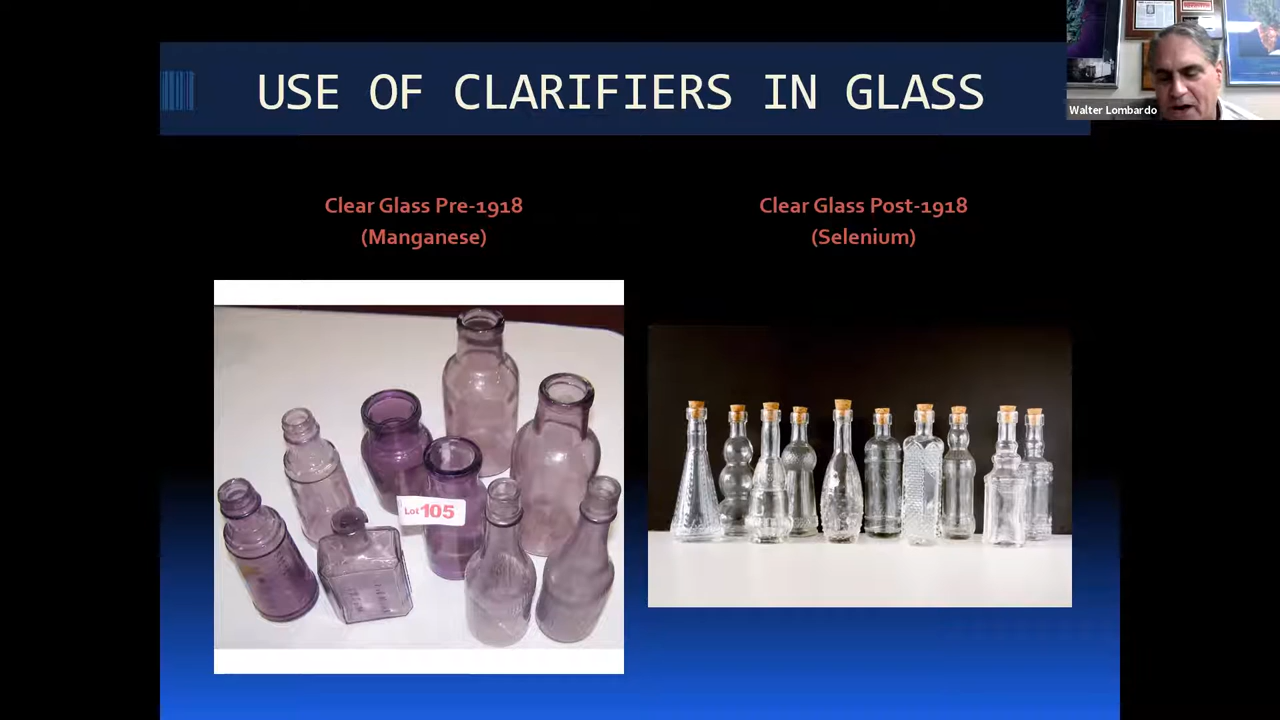 USE OF CLARIFIERS IN GLASS
Walter Lombardo
Clear Glass Pre-1918
(Manganese)
Clear Glass Post-1918
(Selenium)
Lot 105